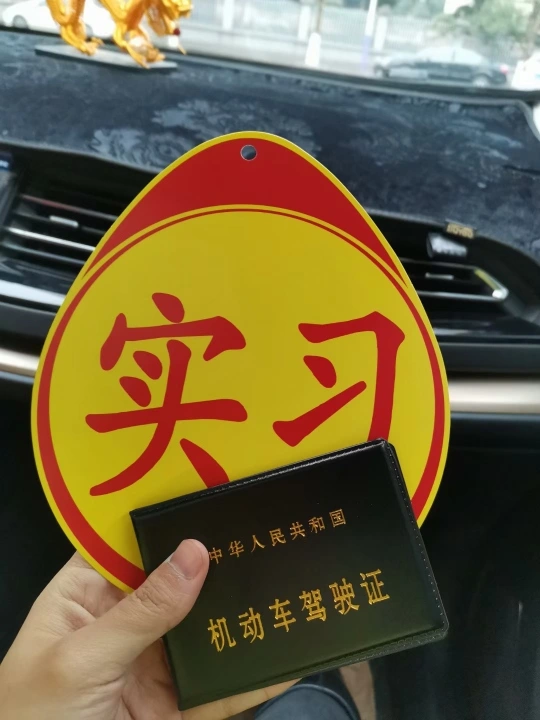 实习
中华人民共和国
机动车驾驶证